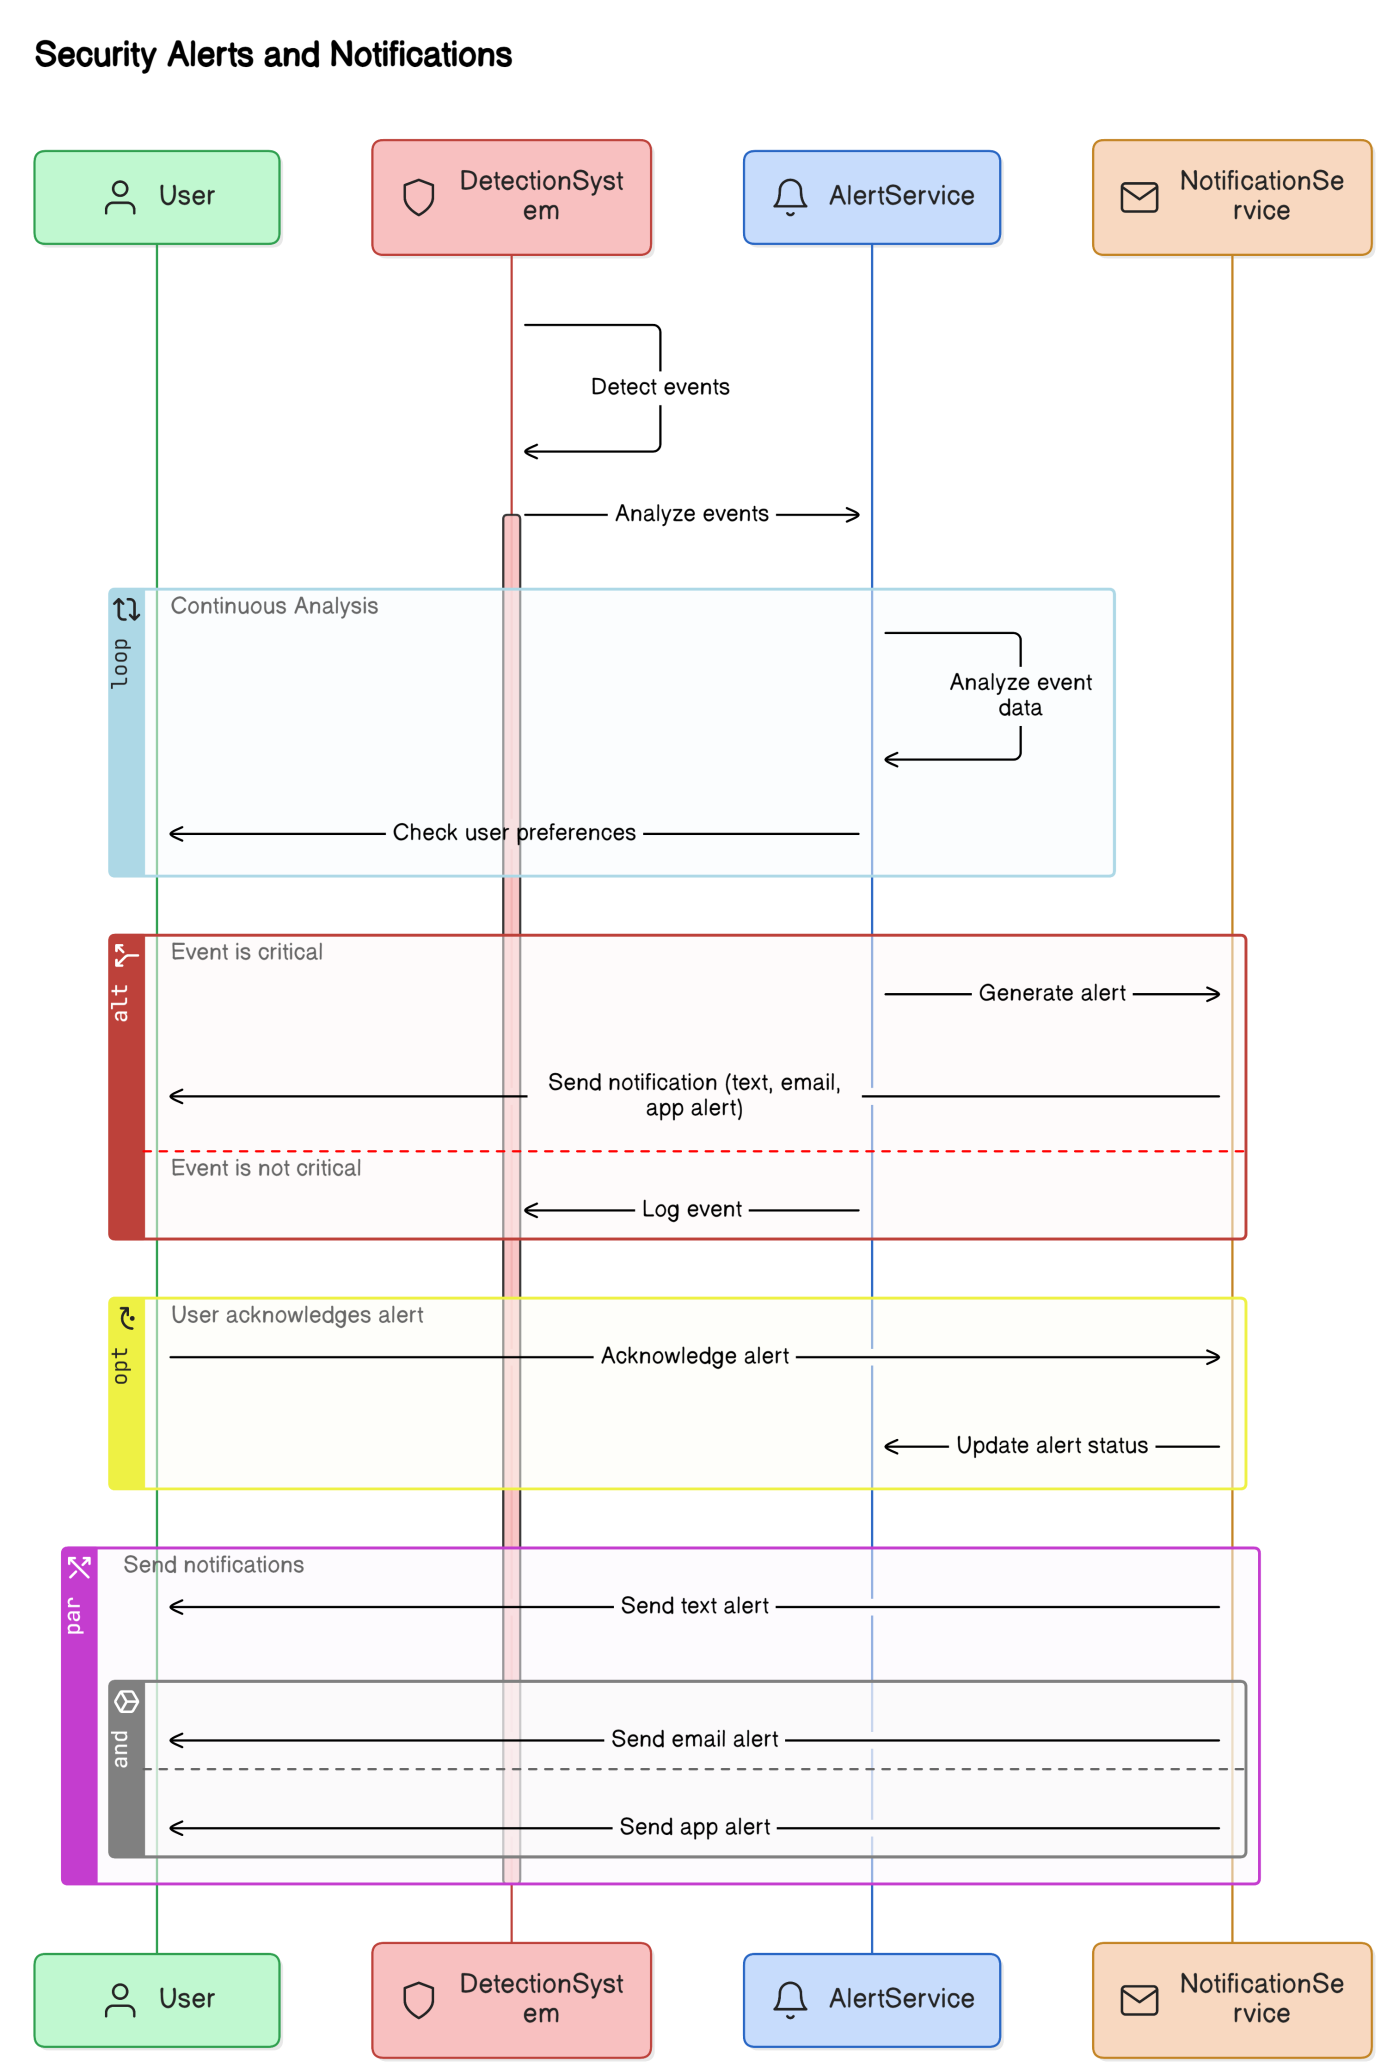 Security Alerts and Notifications
User
DetectionSyst
em
AlertService
NotificationSe
rvice
Detect events
Analyze events
loop
Continuous Analysis
Analyze event
data
Check user preferences
alt
Event is critical
Generate alert
Send notification (text, email,
app alert)
Event is not critical
Log event
opt
User acknowledges alert
Acknowledge alert
Update alert status
par
Send notifications
Send text alert
and
Send email alert
Send app alert
User
DetectionSyst
em
AlertService
NotificationSe
rvice